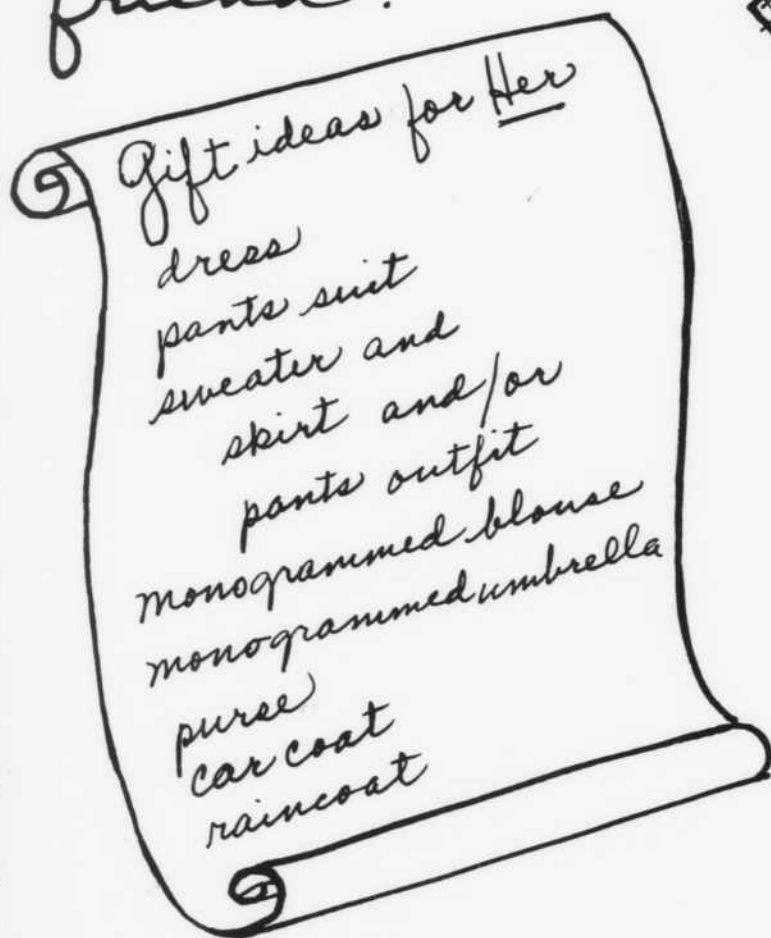 friend!
Gift ideas for Her
dress
pants suit
sweater and
skirt and/or
pants outfit
monogrammed blouse
monogrammed umbrella
purse
car coat
raincoat